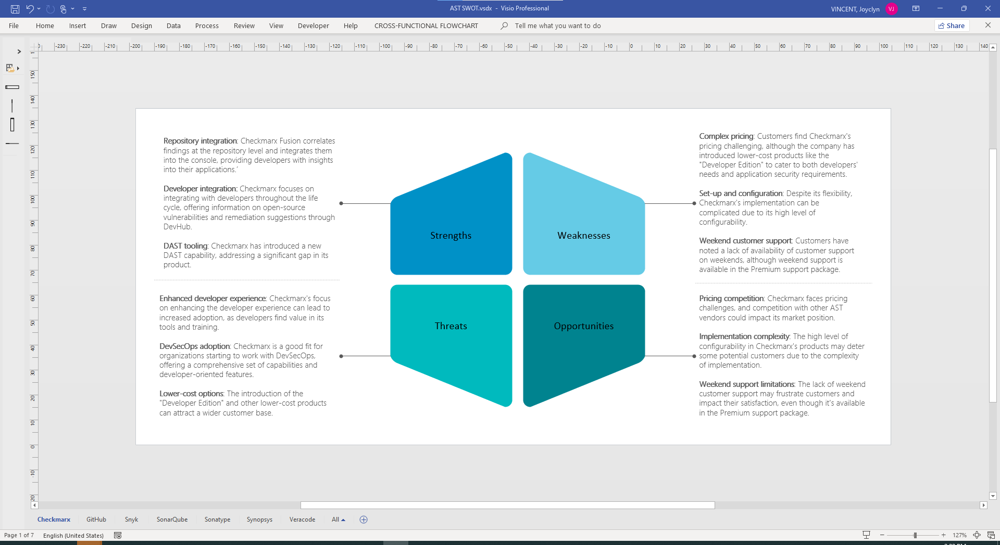 AST SWOT.vsdx - Visio Professional
VINCENT, Joyclyn
VJ
File Home Insert Draw Design Data Process Review View Developer Help CROSS-FUNCTIONAL FLOWCHART Tell me what you want to do Share
-230 -220 -210 -200 -190 -180 -170 -160 -150 -140 -130 -120 -110 -100 -90 -80 -70 -60 -50 -40 -30 -20 -10 0 10 20 30 40 50 60 70 80 90 100 110 120 130 140
150
140
130
120
110
100
90
80
70
60
50
40
30
20
10
0
-10
20
Repository integration: Checkmarx Fusion correlates
findings at the repository level and integrates them
into the console, providing developers with insights
into their applications.’
Developer integration: Checkmarx focuses on
integrating with developers throughout the life
cycle, offering information on open-source
vulnerabilities and remediation suggestions through
DevHub.
DAST tooling: Checkmarx has introduced a new
DAST capability, addressing a significant gap in its
product.
Strengths
Weaknesses
Complex pricing: Customers find Checkmarx's
pricing challenging, although the company has
introduced lower-cost products like the
"Developer Edition" to cater to both developers'
needs and application security requirements.
Set-up and configuration: Despite its flexibility,
Checkmarx's implementation can be
complicated due to its high level of
configurability.
Weekend customer support: Customers have
noted a lack of availability of customer support
on weekends, although weekend support is
available in the Premium support package.
Enhanced developer experience: Checkmarx's focus
on enhancing the developer experience can lead to
increased adoption, as developers find value in its
tools and training.
DevSecOps adoption: Checkmarx is a good fit for
organizations starting to work with DevSecOps,
offering a comprehensive set of capabilities and
developer-oriented features.
Lower-cost options: The introduction of the
"Developer Edition" and other lower-cost products
can attract a wider customer base.
Threats
Opportunities
Pricing competition: Checkmarx faces pricing
challenges, and competition with other AST
vendors could impact its market position.
Implementation complexity: The high level of
configurability in Checkmarx's products may deter
some potential customers due to the complexity
of implementation.
Weekend support limitations: The lack of weekend
customer support may frustrate customers and
impact their satisfaction, even though it's available
in the Premium support package.
Checkmarx GitHub Snyk SonarQube Sonatype Synopsys Veracode All
Page 1 of 7 English (United States) 127%